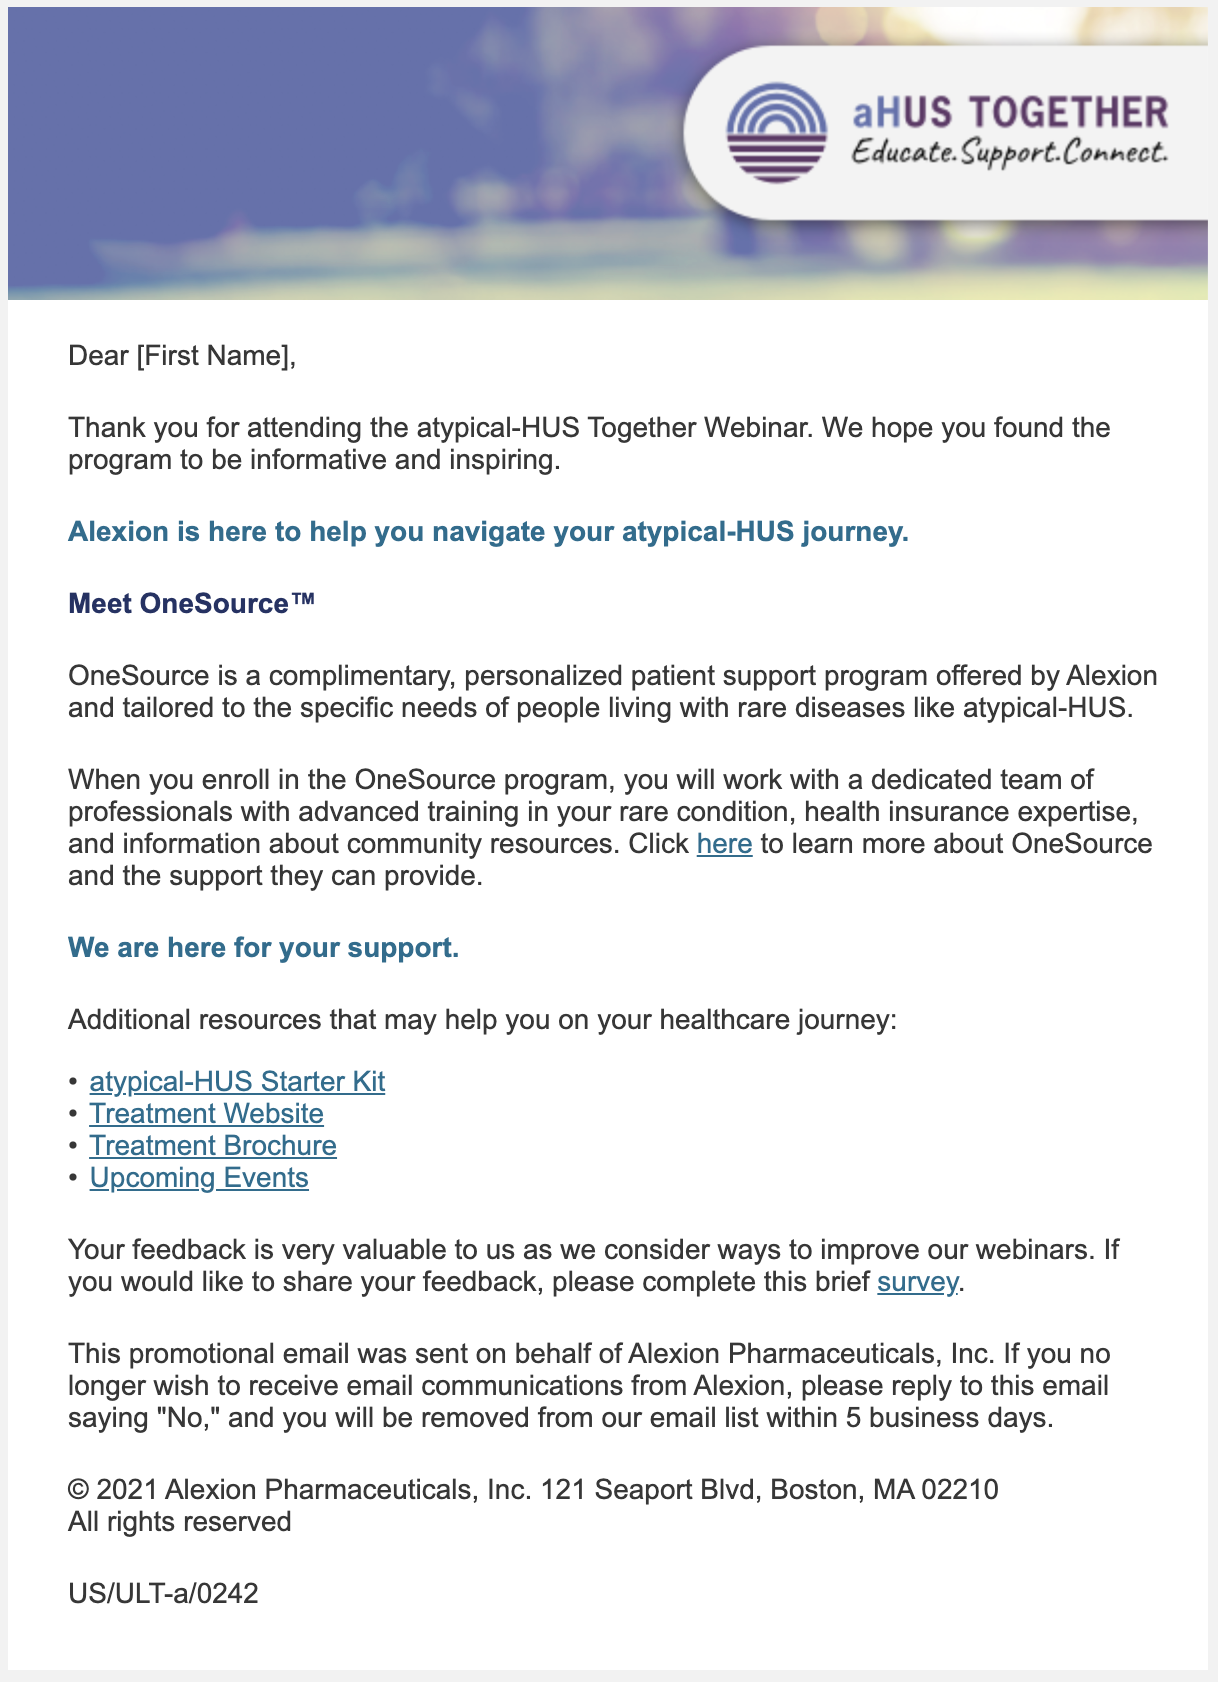 aHUS TOGETHER
Educate.Support.Connect.
Dear [First Name],
Thank you for attending the atypical-HUS Together Webinar. We hope you found the
program to be informative and inspiring.
Alexion is here to help you navigate your atypical-HUS journey.
Meet OneSource™
OneSource is a complimentary, personalized patient support program offered by Alexion
and tailored to the specific needs of people living with rare diseases like atypical-HUS.
When you enroll in the OneSource program, you will work with a dedicated team of
professionals with advanced training in your rare condition, health insurance expertise,
and information about community resources. Click here to learn more about OneSource
and the support they can provide.
We are here for your support.
Additional resources that may help you on your healthcare journey:
• atypical-HUS Starter Kit
• Treatment Website
• Treatment Brochure
• Upcoming Events
Your feedback is very valuable to us as we consider ways to improve our webinars. If
you would like to share your feedback, please complete this brief survey.
This promotional email was sent on behalf of Alexion Pharmaceuticals, Inc. If you no
longer wish to receive email communications from Alexion, please reply to this email
saying "No," and you will be removed from our email list within 5 business days.
© 2021 Alexion Pharmaceuticals, Inc. 121 Seaport Blvd, Boston, MA 02210
All rights reserved
US/ULT-a/0242